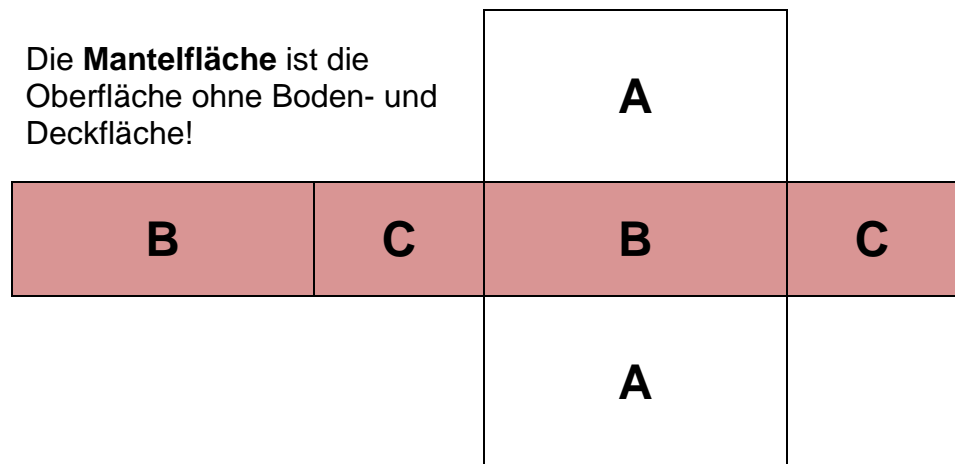 Die Mantelfläche ist die
Oberfläche ohne Boden- und
Deckfläche!
A
B C B C
A